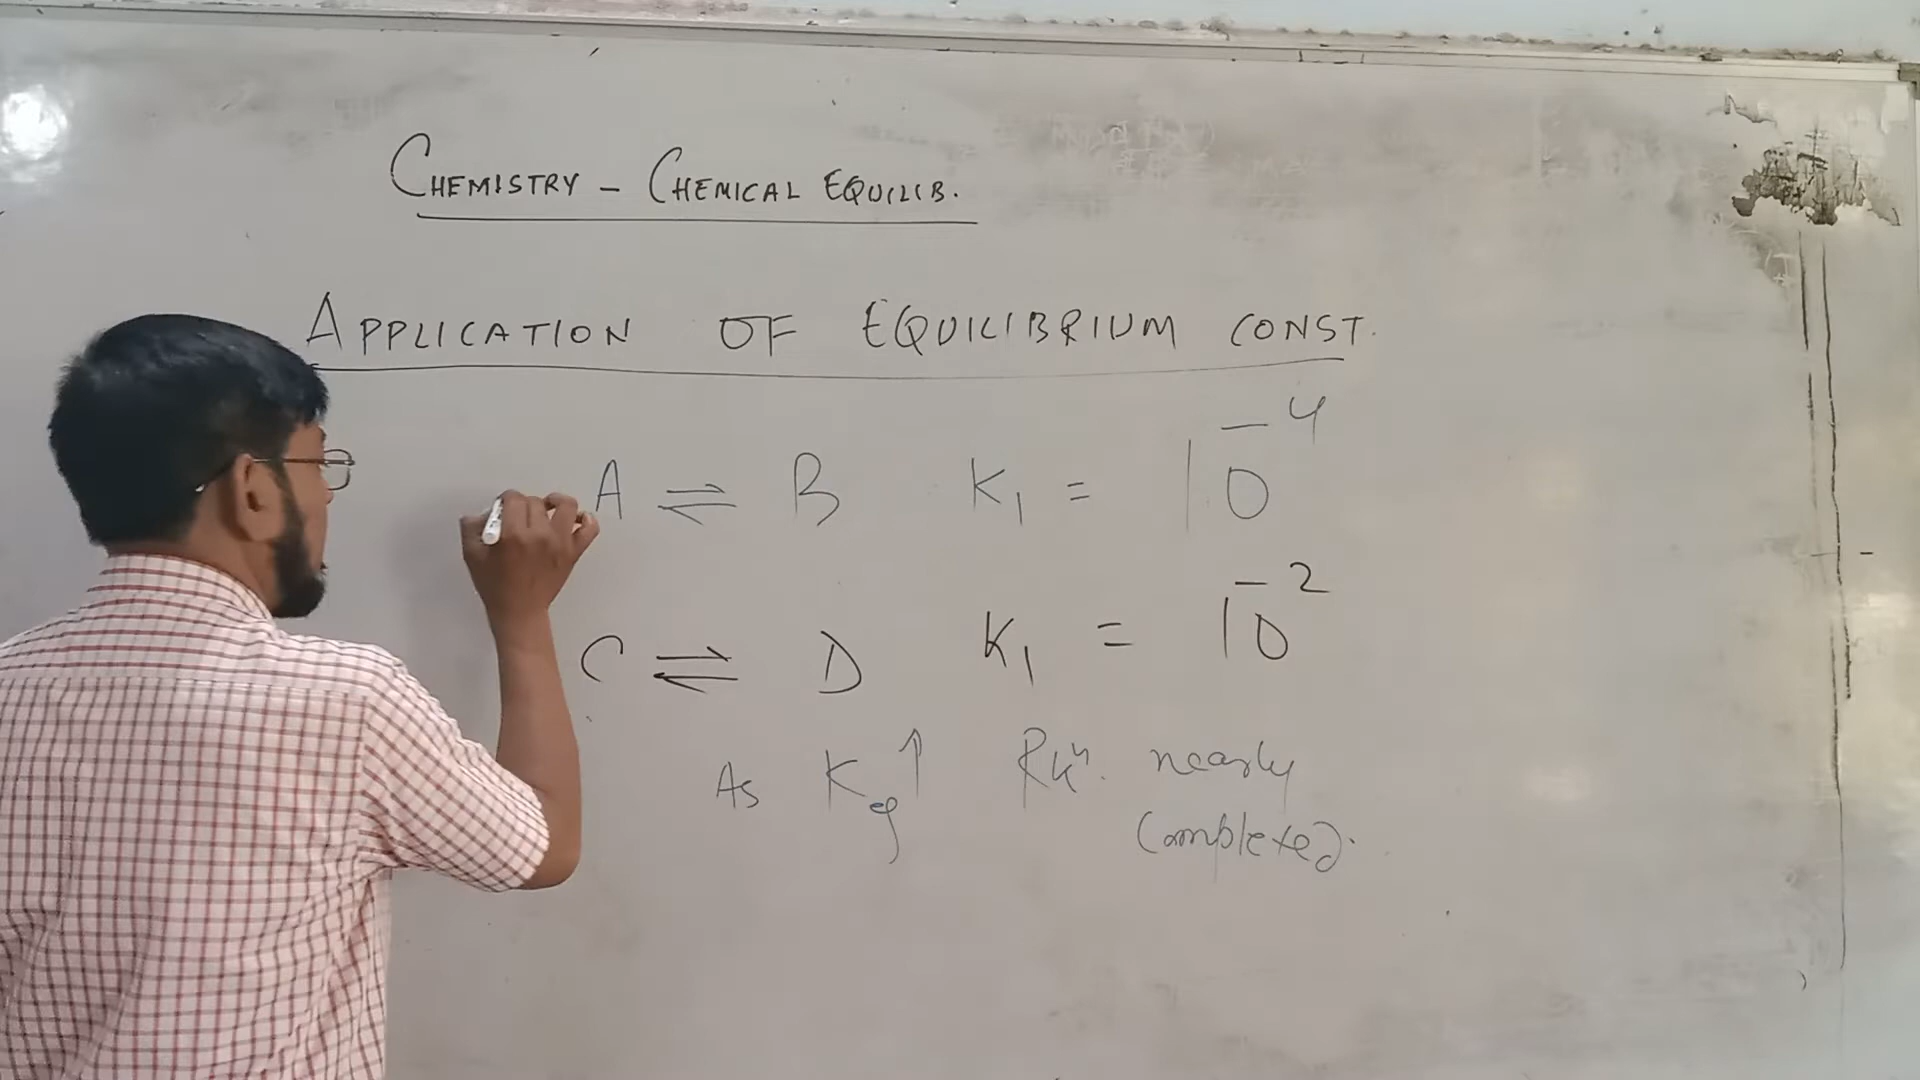 CHEMISTRY - CHEMICAL EQUILIB.
APPLICATION OF EQUILIBRIUM CONST.
A ⇌ B K₁ = 10⁻⁴
C ⇌ D K₁ = 10⁻²
As Keq↑ Rxⁿ. nearly
completed.